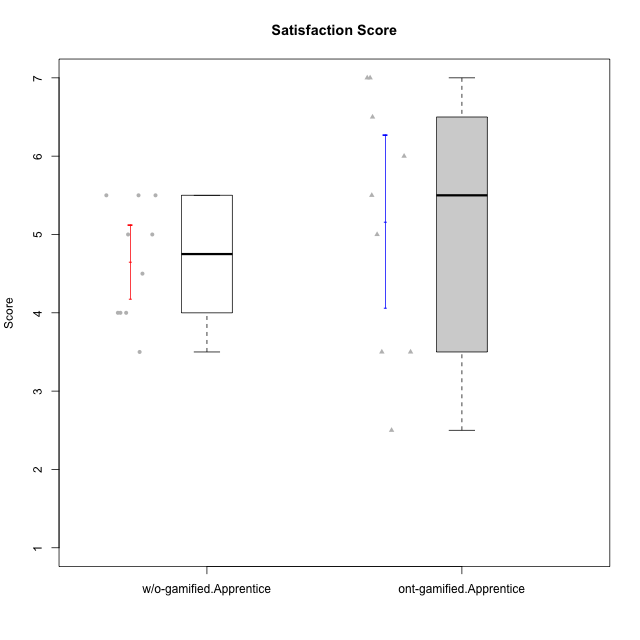 Satisfaction Score
Score
7
6
5
4
3
2
1
w/o-gamified.Apprentice
ont-gamified.Apprentice